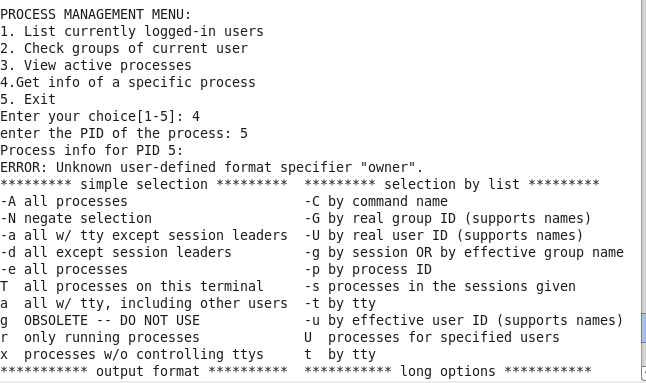 PROCESS MANAGEMENT MENU:
1. List currently logged-in users
2. Check groups of current user
3. View active processes
4.Get info of a specific process
5. Exit
Enter your choice[1-5]: 4
enter the PID of the process: 5
Process info for PID 5:
ERROR: Unknown user-defined format specifier "owner".
********* simple selection *********  ********* selection by list *********
-A all processes                      -C by command name
-N negate selection                   -G by real group ID (supports names)
-a all w/ tty except session leaders  -U by real user ID (supports names)
-d all except session leaders         -g by session OR by effective group name
-e all processes                      -p by process ID
T  all processes on this terminal     -s processes in the sessions given
a  all w/ tty, including other users  -t by tty
g  OBSOLETE -- DO NOT USE             -u by effective user ID (supports names)
r  only running processes             U  processes for specified users
x  processes w/o controlling ttys     t  by tty
*********** output format **********  *********** long options ***********